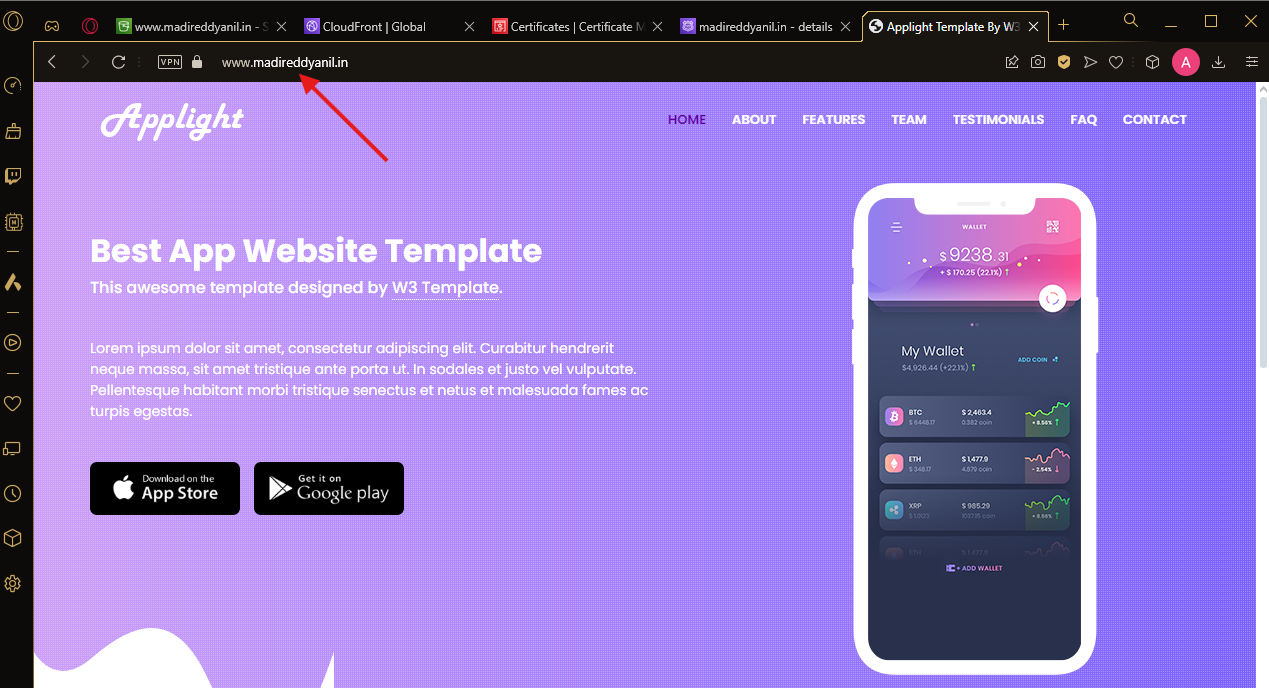 www.madireddyanil.in - S
CloudFront | Global
Certificates | Certificate M
madireddyanil.in - details
Applight Template By W3
VPN
www.madireddyanil.in
A
Applight
HOME
ABOUT
FEATURES
TEAM
TESTIMONIALS
FAQ
CONTACT
Best App Website Template
This awesome template designed by W3 Template.
Lorem ipsum dolor sit amet, consectetur adipiscing elit. Curabitur hendrerit
neque massa, sit amet tristique ante porta ut. In sodales et justo vel vulputate.
Pellentesque habitant morbi tristique senectus et netus et malesuada fames ac
turpis egestas.
Download on the
App Store
Get it on
Google play
WALLET
$ 9238.31
+ $ 170.25 (22.1%) ↑
My Wallet
ADD COIN
$4,926.44 (+22.1%) ↑
BTC
$ 2,463.4
$ 6448.17
0.382 coin
+ 8.56% ↑
ETH
$ 1,477.9
$ 348.17
4.879 coin
- 2.54% ↓
XRP
$ 985.29
+ 8.56% ↑
ETH
$ 1,477.9
+ ADD WALLET